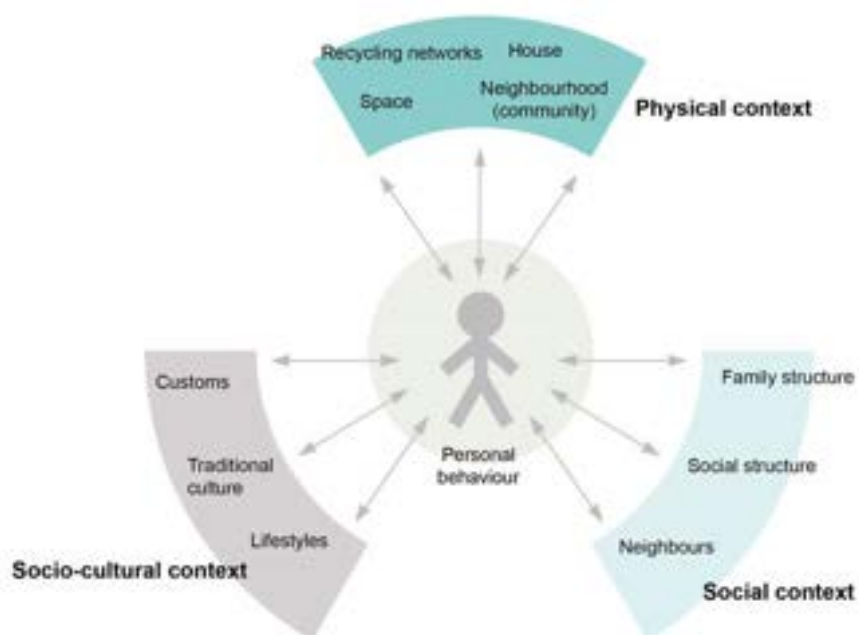 Recycling networks
House
Space
Neighbourhood
(community)
Physical context
Customs
Traditional
culture
Lifestyles
Socio-cultural context
Personal
behaviour
Family structure
Social structure
Neighbours
Social context